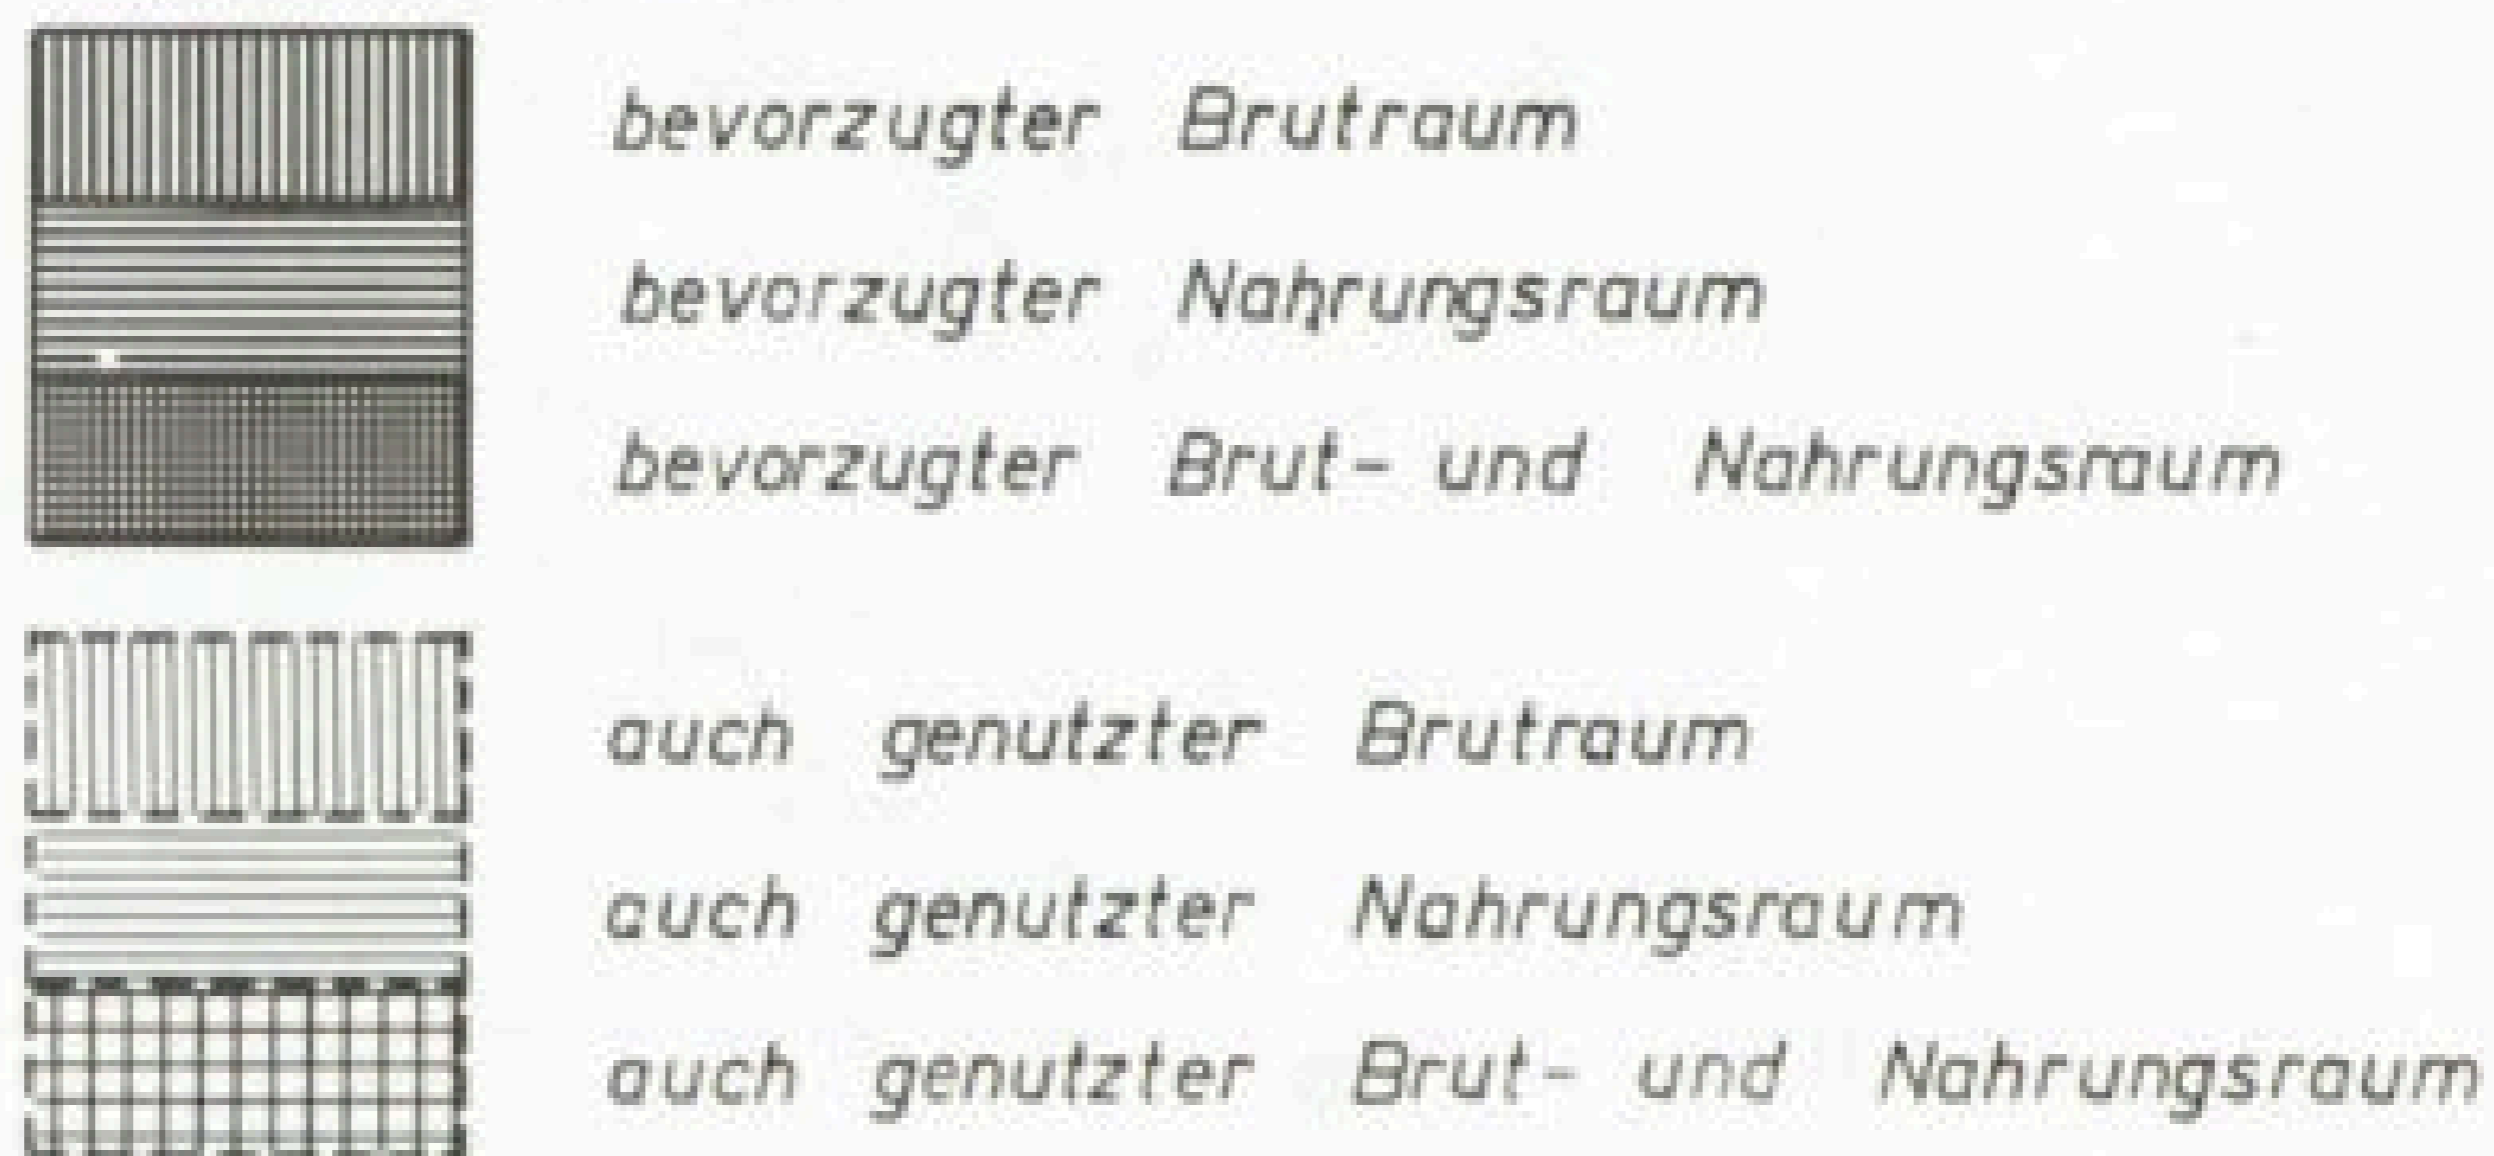 bevorzugter Brutraum
bevorzugter Nahrungsraum
bevorzugter Brut- und Nahrungsraum
auch genutzter Brutraum
auch genutzter Nahrungsraum
auch genutzter Brut- und Nahrungsraum